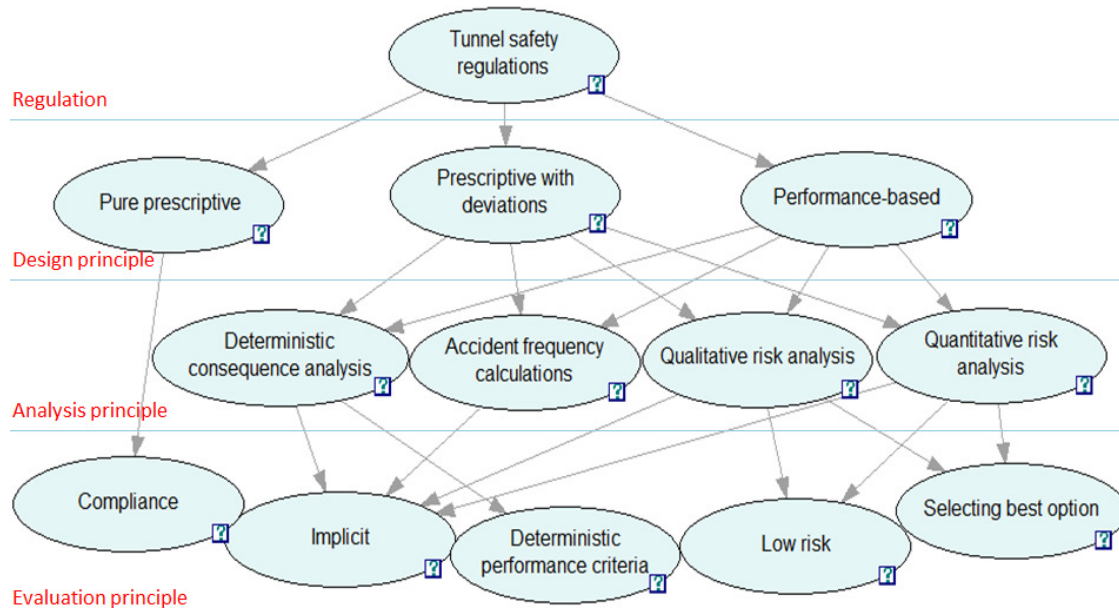 Tunnel safety
regulations
?
Regulation
Pure prescriptive
?
Prescriptive with
deviations
?
Performance-based
?
Design principle
Deterministic
consequence analysis
?
Accident frequency
calculations
?
Qualitative risk analysis
?
Quantitative risk
analysis
?
Analysis principle
Compliance
?
Implicit
?
Deterministic
performance criteria
?
Low risk
?
Selecting best option
?
Evaluation principle